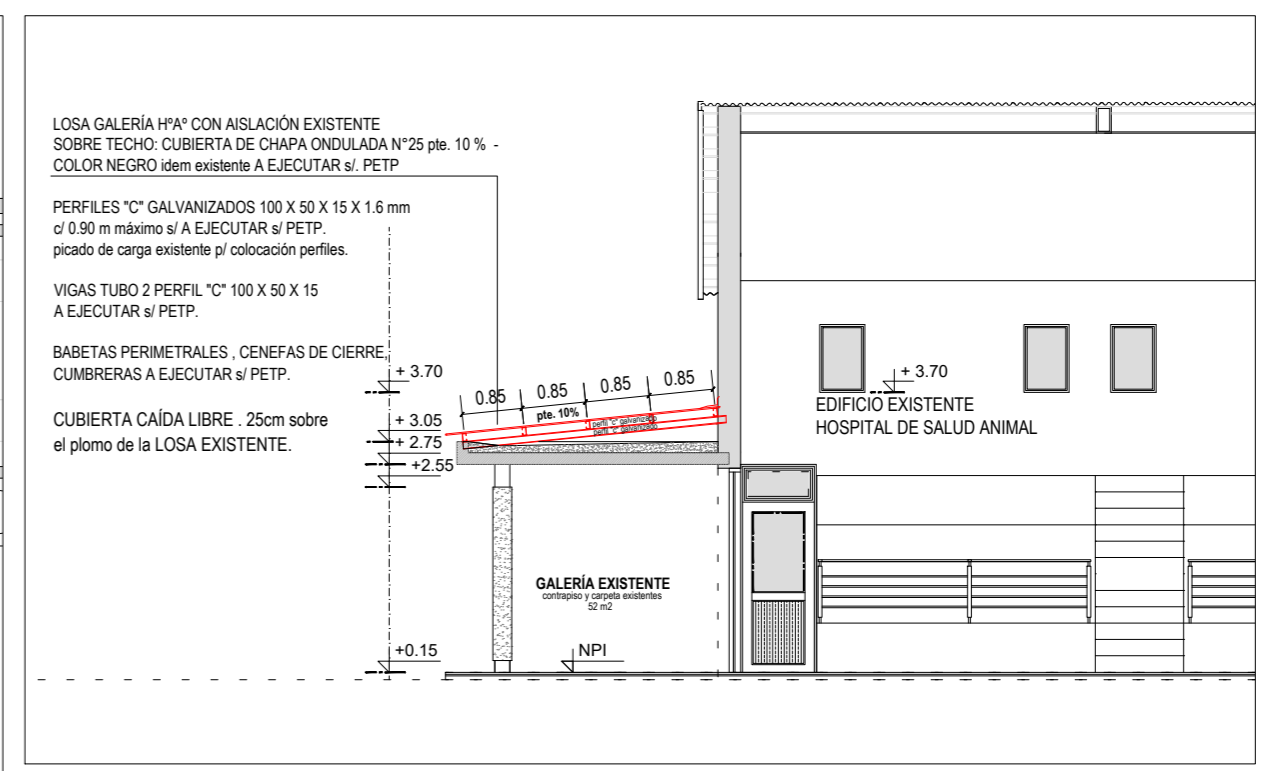 LOSA GALERÍA HºAº CON AISLACIÓN EXISTENTE
SOBRE TECHO: CUBIERTA DE CHAPA ONDULADA N°25 pte. 10 % -
COLOR NEGRO idem existente A EJECUTAR s/. PETP
PERFILES "C" GALVANIZADOS 100 X 50 X 15 X 1.6 mm
c/ 0.90 m máximo s/ A EJECUTAR s/ PETP.
picado de carga existente p/ colocación perfiles.
VIGAS TUBO 2 PERFIL "C" 100 X 50 X 15
A EJECUTAR s/ PETP.
BABETAS PERIMETRALES , CENEFAS DE CIERRE,
CUMBRERAS A EJECUTAR s/ PETP.
CUBIERTA CAÍDA LIBRE . 25cm sobre
el plomo de la LOSA EXISTENTE.
+ 3.70
+ 3.05
+ 2.75
+2.55
+0.15
0.85
0.85
0.85
0.85
pte. 10%
perfil "c" galvanizado
perfil "c" galvanizado
GALERÍA EXISTENTE
contrapiso y carpeta existentes
52 m2
NPI
+ 3.70
EDIFICIO EXISTENTE
HOSPITAL DE SALUD ANIMAL